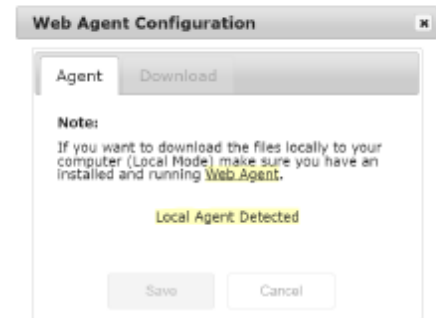 Web Agent Configuration
Agent Download
Note:
If you want to download the files locally to your
computer (Local Mode) make sure you have an
installed and running Web Agent.
Local Agent Detected
Save Cancel